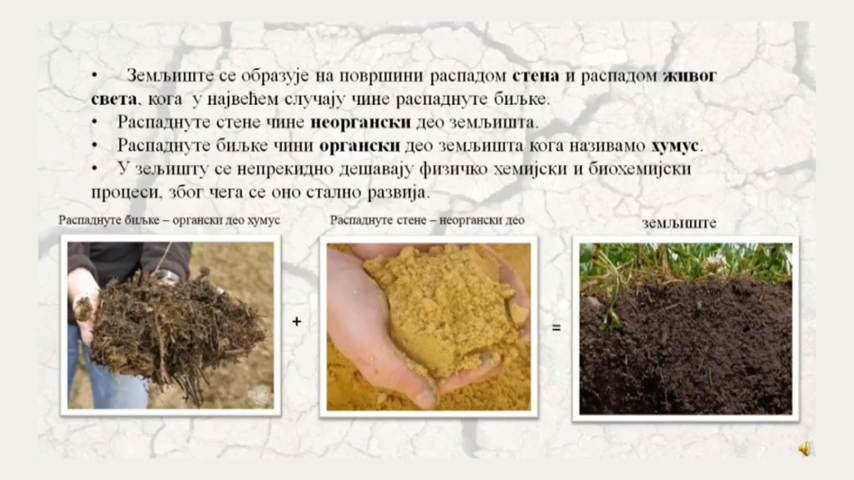 • Земљиште се образује на површини распадом стена и распадом живог
света, кога у највећем случају чине распаднуте биљке.
• Распаднуте стене чине неоргански део земљишта.
• Распаднуте биљке чини органски део земљишта кога називамо хумус.
• У зељишту се непрекидно дешавају физичко хемијски и биохемијски
процеси, због чега се оно стално развија.
Распаднуте биљке – органски део хумус
Распаднуте стене – неоргански део
земљиште
+
=